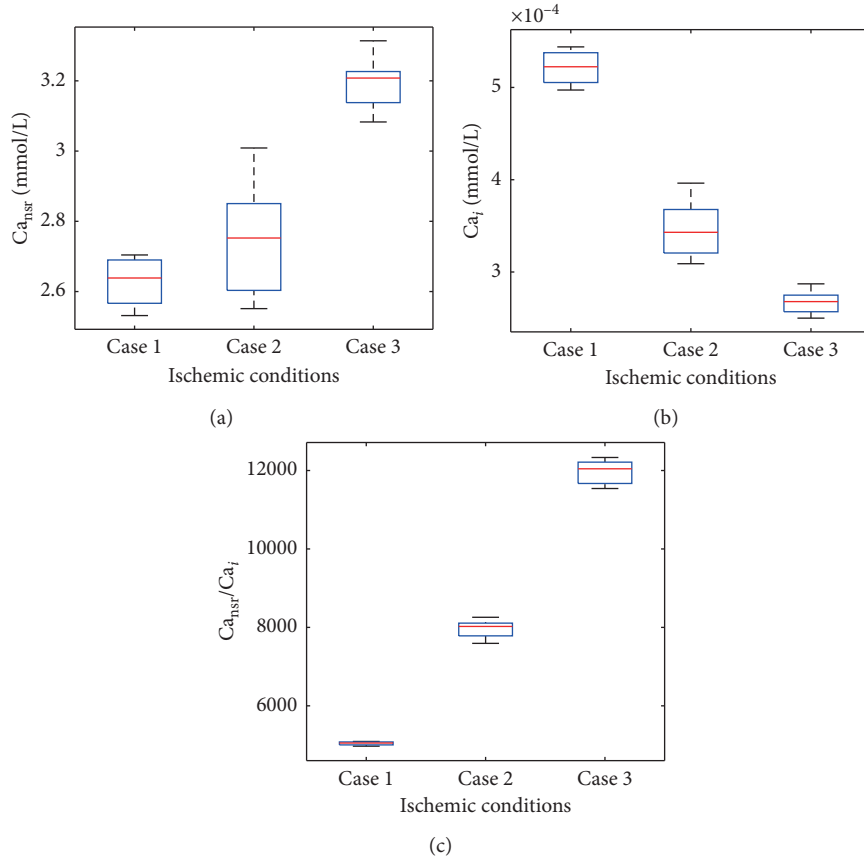 3.2
3
2.8
2.6
Ca_nsr (mmol/L)
Case 1 Case 2 Case 3
Ischemic conditions
(a)
×10⁻⁴
5
4
3
Ca_i (mmol/L)
Case 1 Case 2 Case 3
Ischemic conditions
(b)
12000
10000
8000
6000
Ca_nsr/Ca_i
Case 1 Case 2 Case 3
Ischemic conditions
(c)